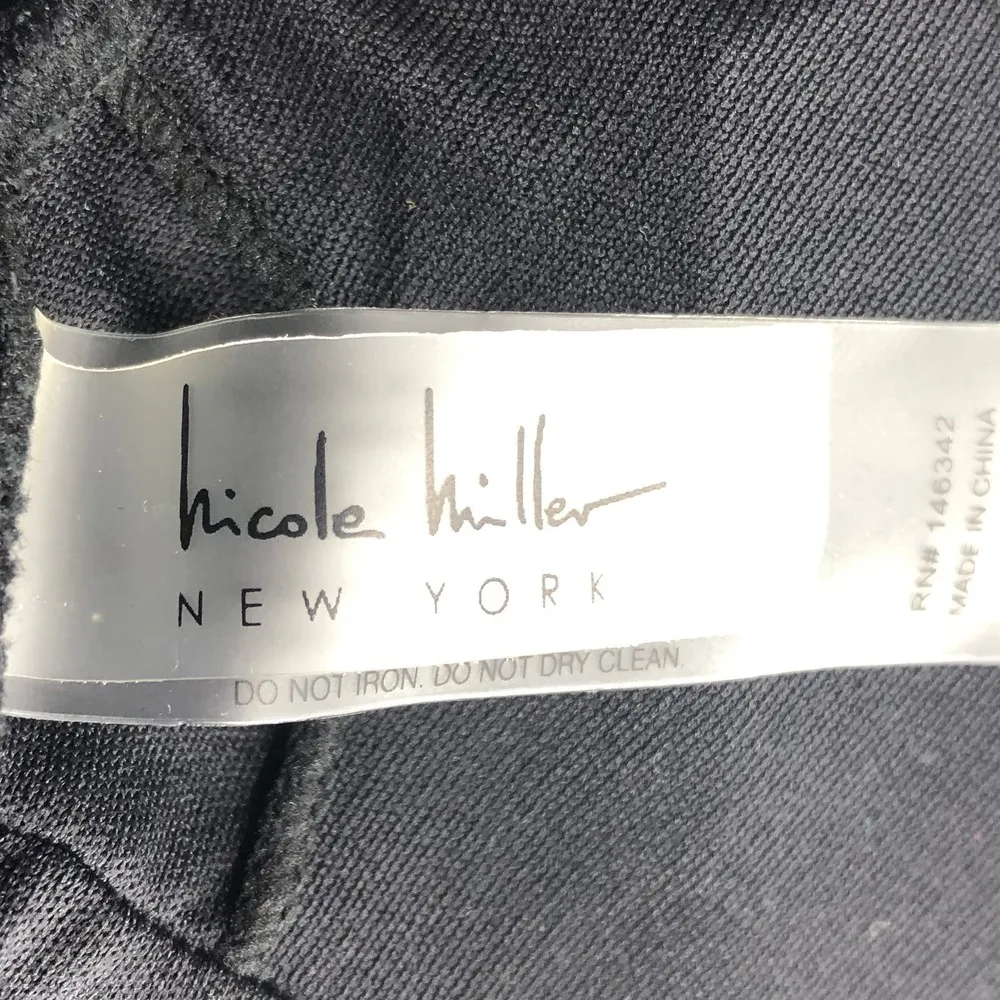 nicole miller
NEW YORK
DO NOT IRON. DO NOT DRY CLEAN.
RN# 146342
MADE IN CHINA